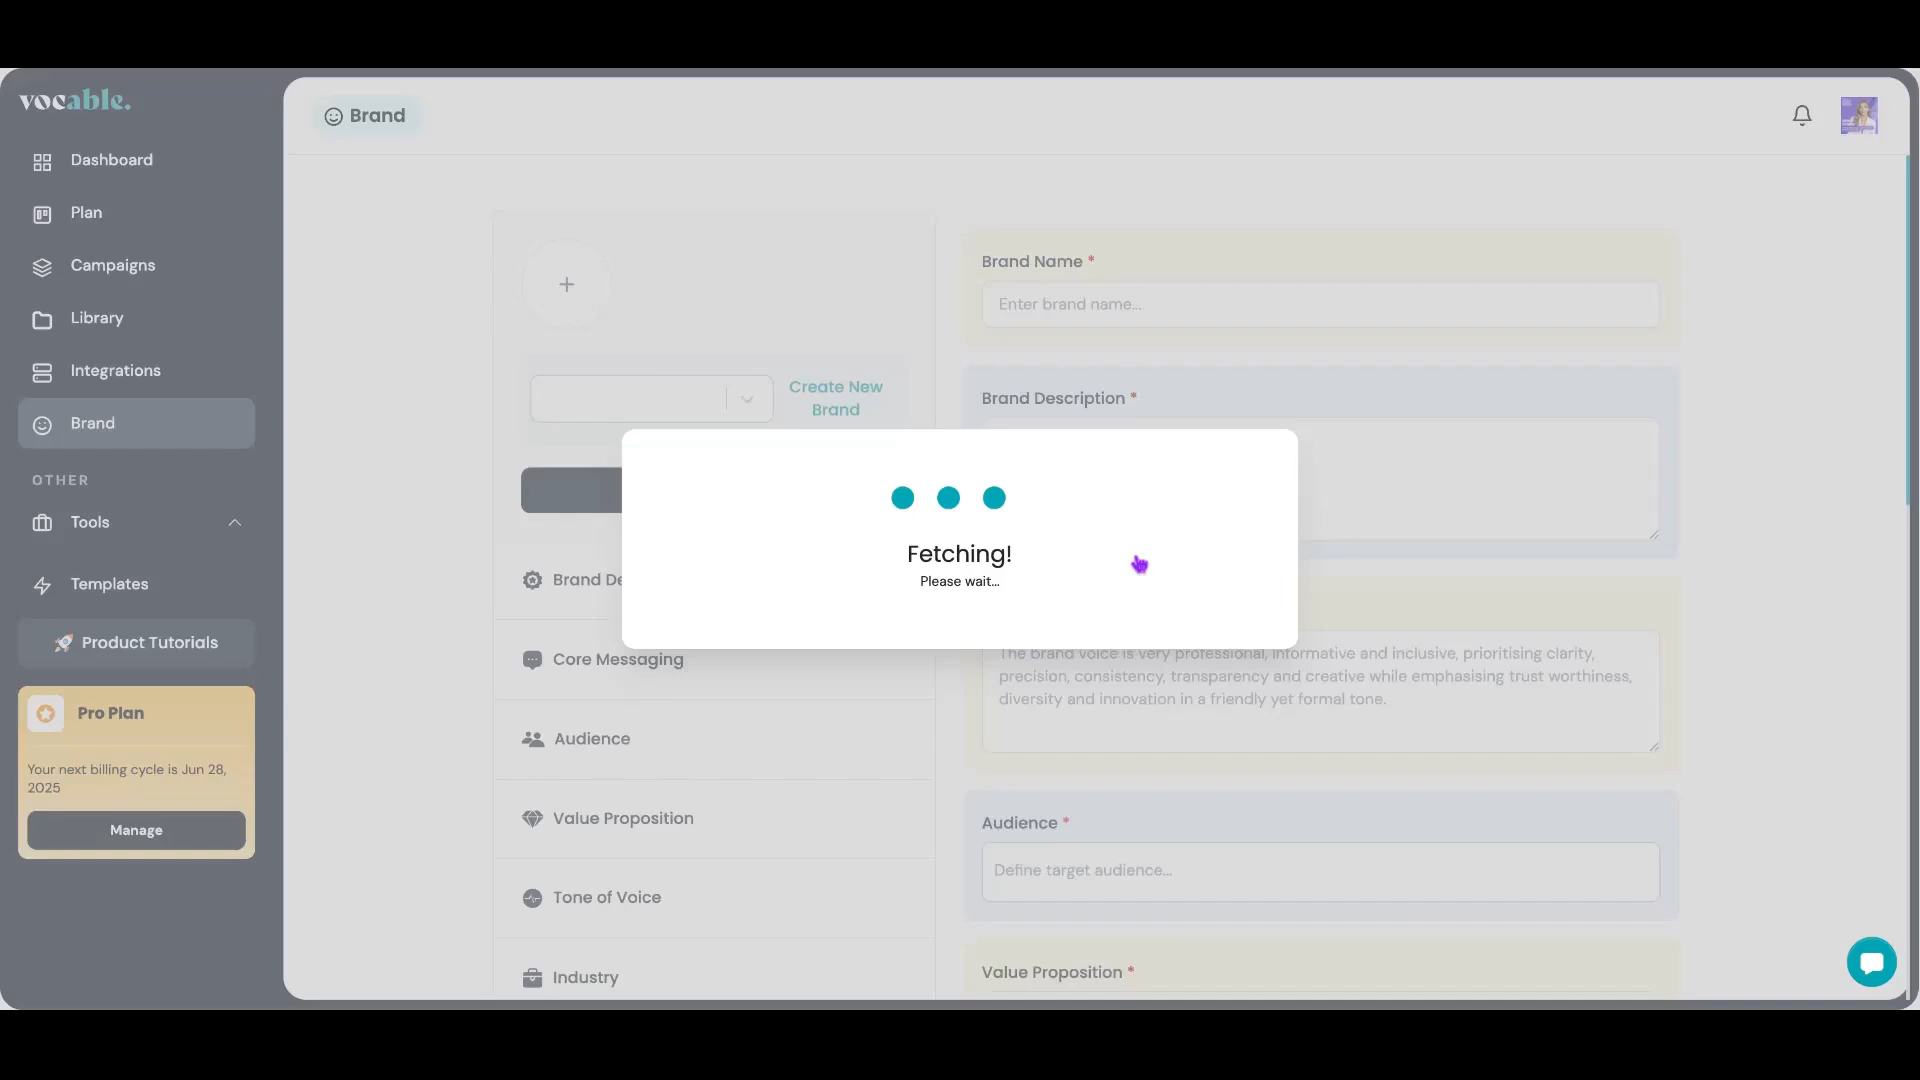 vocable.
Dashboard
Plan
Campaigns
Library
Integrations
Brand
OTHER
Tools
Templates
🚀 Product Tutorials
Pro Plan
Your next billing cycle is Jun 28,
2025
Manage
Brand
+
Create New
Brand
Brand De
Core Messaging
Audience
Value Proposition
Tone of Voice
Industry
Fetching!
Please wait...
Brand Name *
Enter brand name...
Brand Description *
The brand voice is very professional, informative and inclusive, prioritising clarity,
precision, consistency, transparency and creative while emphasising trust worthiness,
diversity and innovation in a friendly yet formal tone.
Audience *
Define target audience...
Value Proposition *